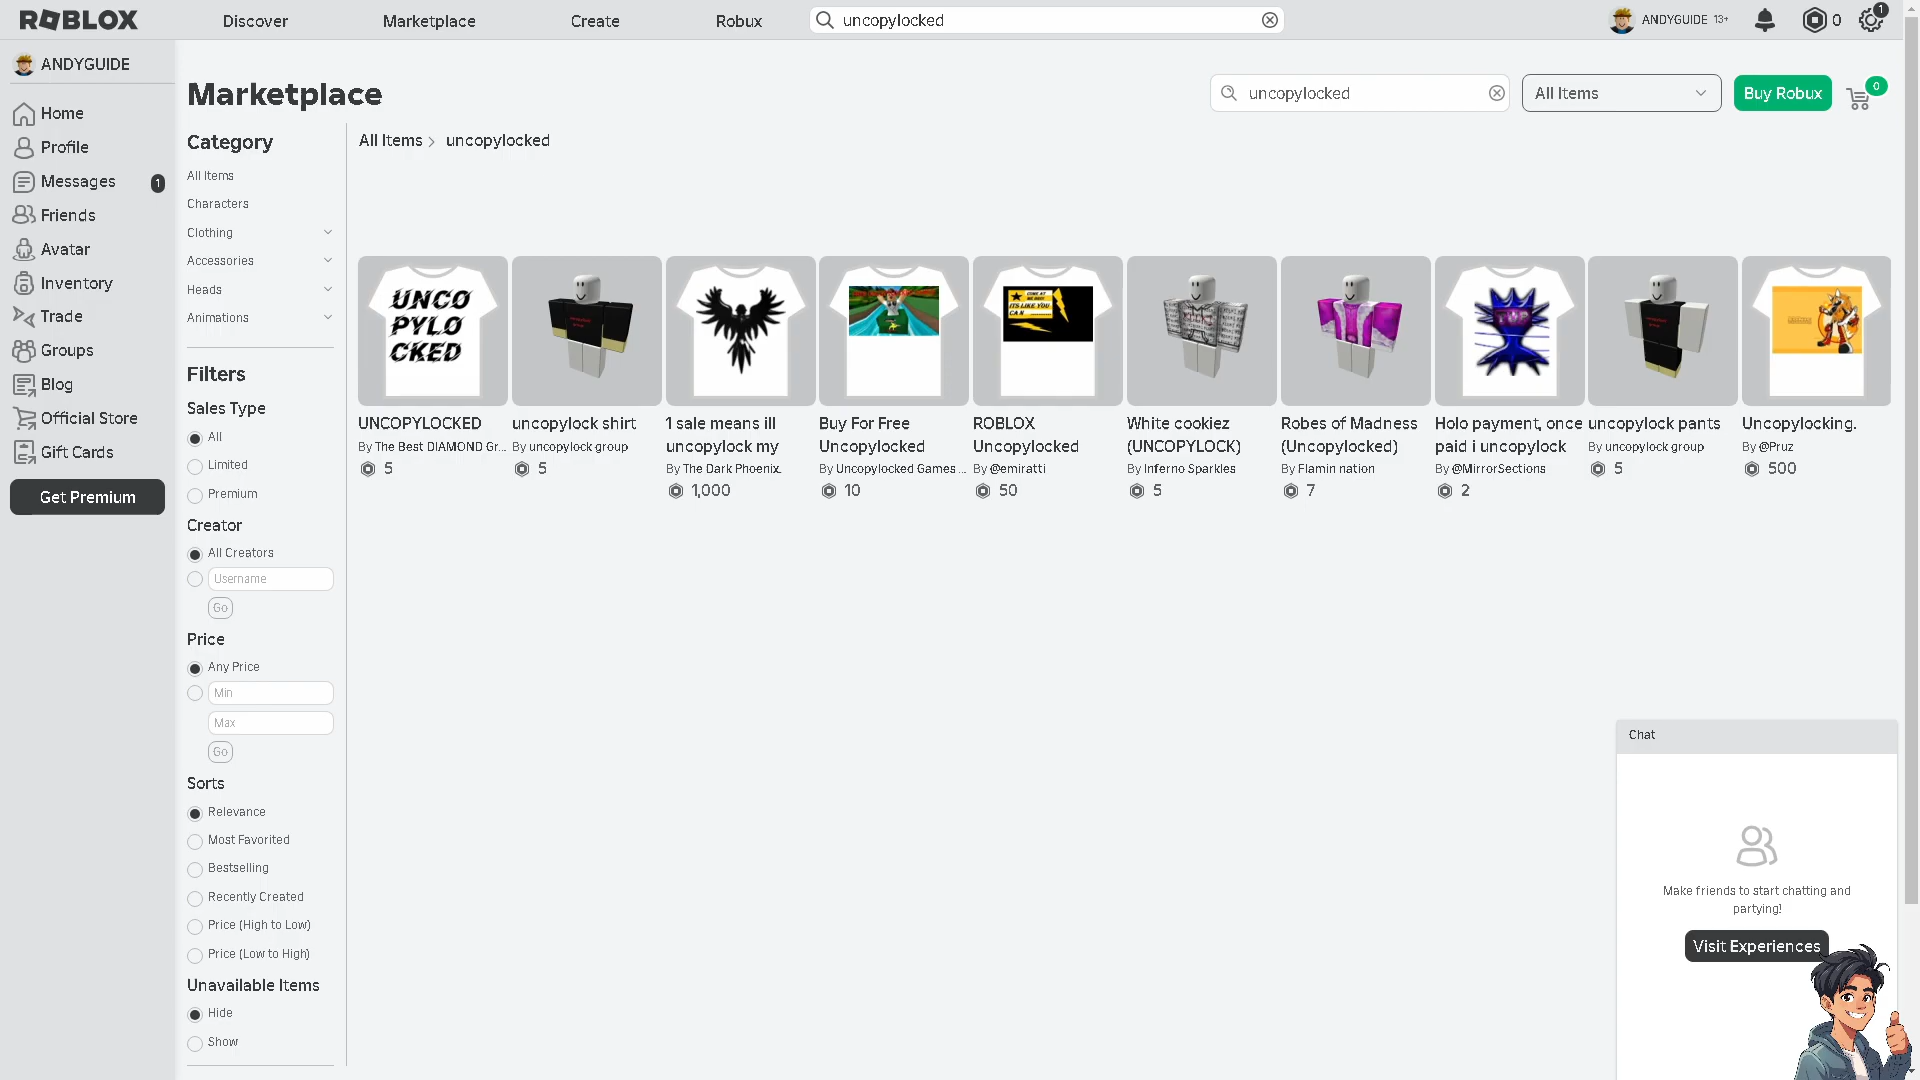 ROBLOX
Discover
Marketplace
Create
Robux
uncopylocked
ANDYGUIDE 13+
0
1
ANDYGUIDE
Home
Profile
Messages
1
Friends
Avatar
Inventory
Trade
Groups
Blog
Official Store
Gift Cards
Get Premium
Marketplace
uncopylocked
All Items
Buy Robux
0
Category
All Items
Characters
Clothing
Accessories
Heads
Animations
Filters
Sales Type
All
Limited
Premium
Creator
All Creators
Username
Go
Price
Any Price
Min
Max
Go
Sorts
Relevance
Most Favorited
Bestselling
Recently Created
Price (High to Low)
Price (Low to High)
Unavailable Items
Hide
Show
All Items
uncopylocked
UNCO
PYLO
CKED
UNCOPYLOCKED
By The Best DIAMOND Gr...
5
uncopylock shirt
By uncopylock group
5
1 sale means ill
uncopylock my
By The Dark Phoenix.
1,000
Buy For Free
Uncopylocked
By Uncopylocked Games ...
10
ITS LIKE YOU
CAN
ROBLOX
Uncopylocked
By @emiratti
50
White cookiez
(UNCOPYLOCK)
By Inferno Sparkles
5
Robes of Madness
(Uncopylocked)
By Flamin nation
7
Holo payment, once
paid i uncopylock
By @MirrorSections
2
uncopylock pants
By uncopylock group
5
Uncopylocking.
By @Pruz
500
Chat
Make friends to start chatting and
partying!
Visit Experiences